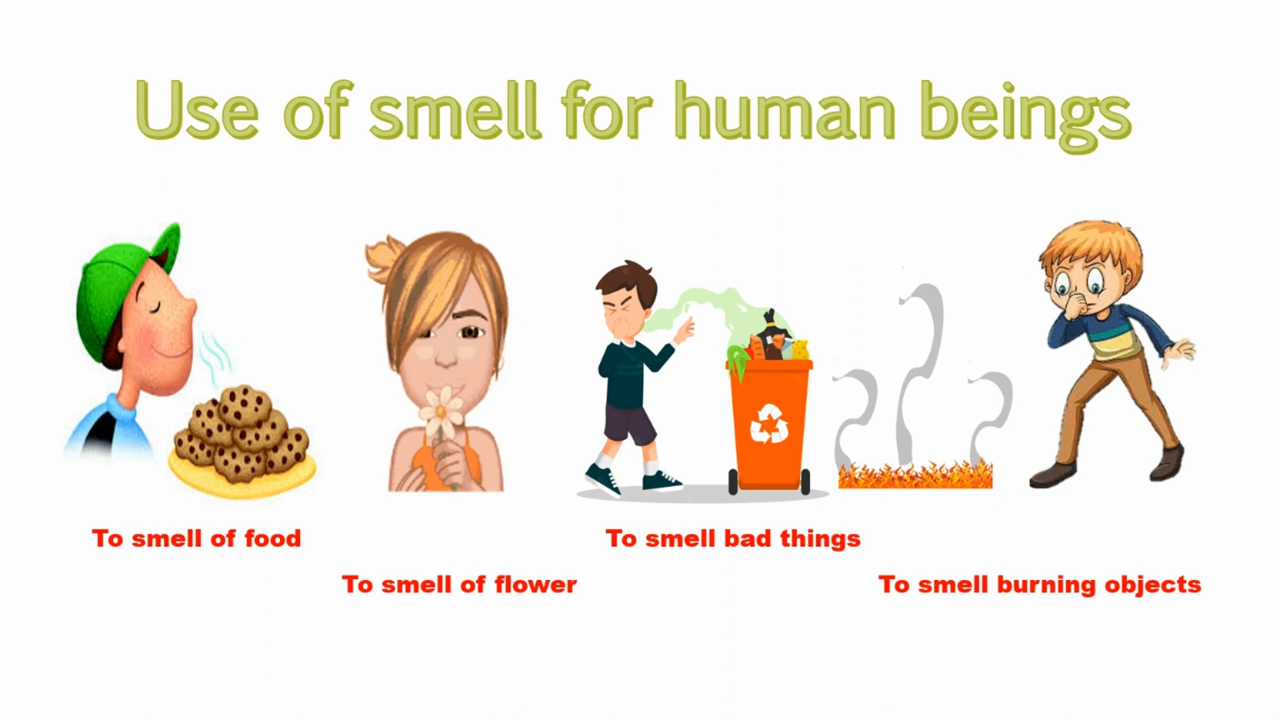 Use of smell for human beings
To smell of food
To smell of flower
To smell bad things
To smell burning objects